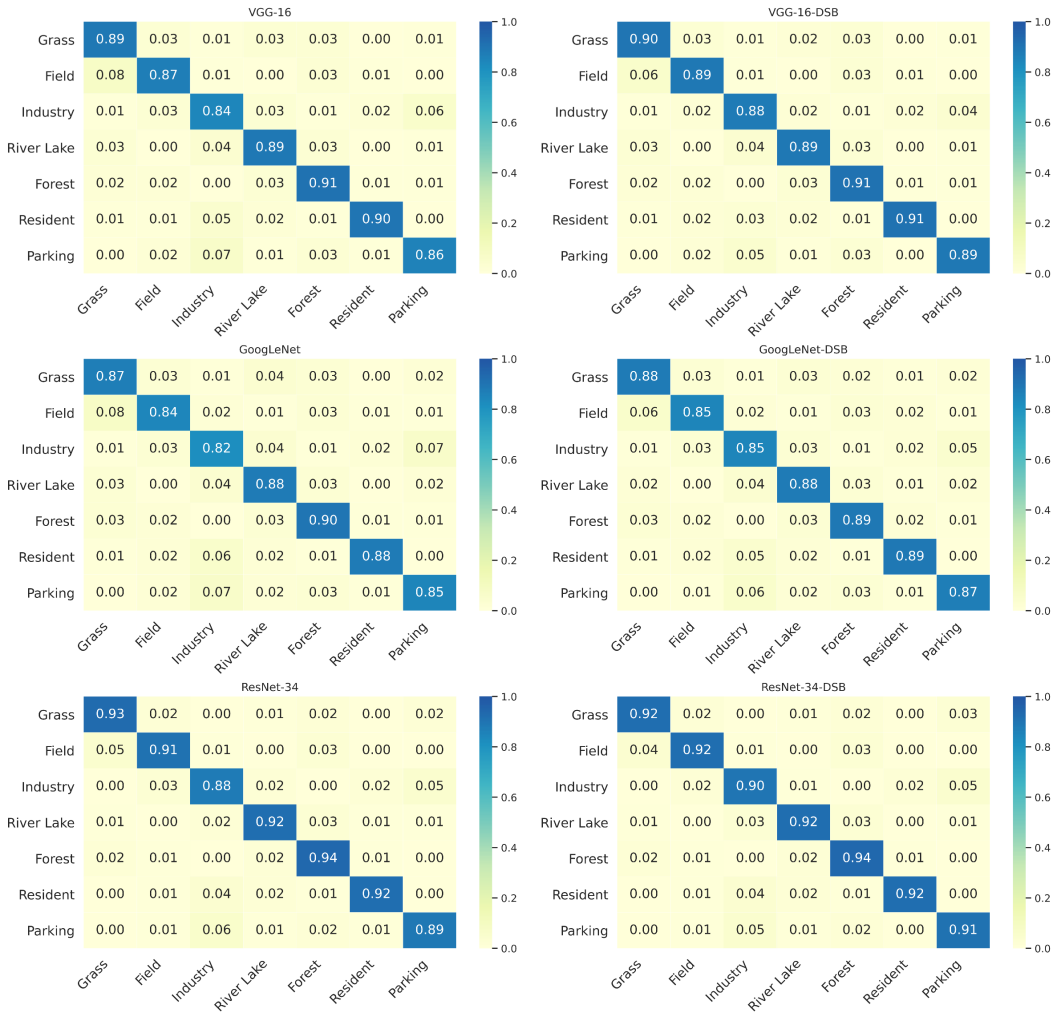 VGG-16
Grass 0.89 0.03 0.01 0.03 0.03 0.00 0.01
Field 0.08 0.87 0.01 0.00 0.03 0.01 0.00
Industry 0.01 0.03 0.84 0.03 0.01 0.02 0.06
River Lake 0.03 0.00 0.04 0.89 0.03 0.00 0.01
Forest 0.02 0.02 0.00 0.03 0.91 0.01 0.01
Resident 0.01 0.01 0.05 0.02 0.01 0.90 0.00
Parking 0.00 0.02 0.07 0.01 0.03 0.01 0.86
Grass Field Industry River Lake Forest Resident Parking
1.0
0.8
0.6
0.4
0.2
0.0
VGG-16-DSB
Grass 0.90 0.03 0.01 0.02 0.03 0.00 0.01
Field 0.06 0.89 0.01 0.00 0.03 0.01 0.00
Industry 0.01 0.02 0.88 0.02 0.01 0.02 0.04
River Lake 0.03 0.00 0.04 0.89 0.03 0.00 0.01
Forest 0.02 0.02 0.00 0.03 0.91 0.01 0.01
Resident 0.01 0.02 0.03 0.02 0.01 0.91 0.00
Parking 0.00 0.02 0.05 0.01 0.03 0.00 0.89
Grass Field Industry River Lake Forest Resident Parking
1.0
0.8
0.6
0.4
0.2
0.0
GoogLeNet
Grass 0.87 0.03 0.01 0.04 0.03 0.00 0.02
Field 0.08 0.84 0.02 0.01 0.03 0.01 0.01
Industry 0.01 0.03 0.82 0.04 0.01 0.02 0.07
River Lake 0.03 0.00 0.04 0.88 0.03 0.00 0.02
Forest 0.03 0.02 0.00 0.03 0.90 0.01 0.01
Resident 0.01 0.02 0.06 0.02 0.01 0.88 0.00
Parking 0.00 0.02 0.07 0.02 0.03 0.01 0.85
Grass Field Industry River Lake Forest Resident Parking
1.0
0.8
0.6
0.4
0.2
0.0
GoogLeNet-DSB
Grass 0.88 0.03 0.01 0.03 0.03 0.01 0.02
Field 0.06 0.85 0.02 0.01 0.03 0.02 0.01
Industry 0.01 0.03 0.85 0.03 0.01 0.02 0.05
River Lake 0.02 0.00 0.04 0.88 0.03 0.01 0.02
Forest 0.03 0.02 0.00 0.03 0.89 0.02 0.01
Resident 0.01 0.02 0.05 0.02 0.01 0.89 0.00
Parking 0.00 0.01 0.06 0.02 0.03 0.01 0.87
Grass Field Industry River Lake Forest Resident Parking
1.0
0.8
0.6
0.4
0.2
0.0
ResNet-34
Grass 0.93 0.02 0.00 0.01 0.02 0.00 0.02
Field 0.05 0.91 0.01 0.00 0.03 0.00 0.00
Industry 0.00 0.03 0.88 0.02 0.00 0.02 0.05
River Lake 0.01 0.00 0.02 0.92 0.03 0.01 0.01
Forest 0.02 0.01 0.00 0.02 0.94 0.01 0.00
Resident 0.00 0.01 0.04 0.02 0.01 0.92 0.00
Parking 0.00 0.01 0.06 0.01 0.02 0.01 0.89
Grass Field Industry River Lake Forest Resident Parking
1.0
0.8
0.6
0.4
0.2
0.0
ResNet-34-DSB
Grass 0.92 0.02 0.00 0.01 0.02 0.00 0.03
Field 0.04 0.92 0.01 0.00 0.03 0.00 0.00
Industry 0.00 0.02 0.90 0.01 0.00 0.02 0.05
River Lake 0.01 0.00 0.03 0.92 0.03 0.00 0.01
Forest 0.02 0.01 0.00 0.02 0.94 0.01 0.00
Resident 0.00 0.01 0.04 0.02 0.01 0.92 0.00
Parking 0.00 0.01 0.05 0.01 0.02 0.00 0.91
Grass Field Industry River Lake Forest Resident Parking
1.0
0.8
0.6
0.4
0.2
0.0